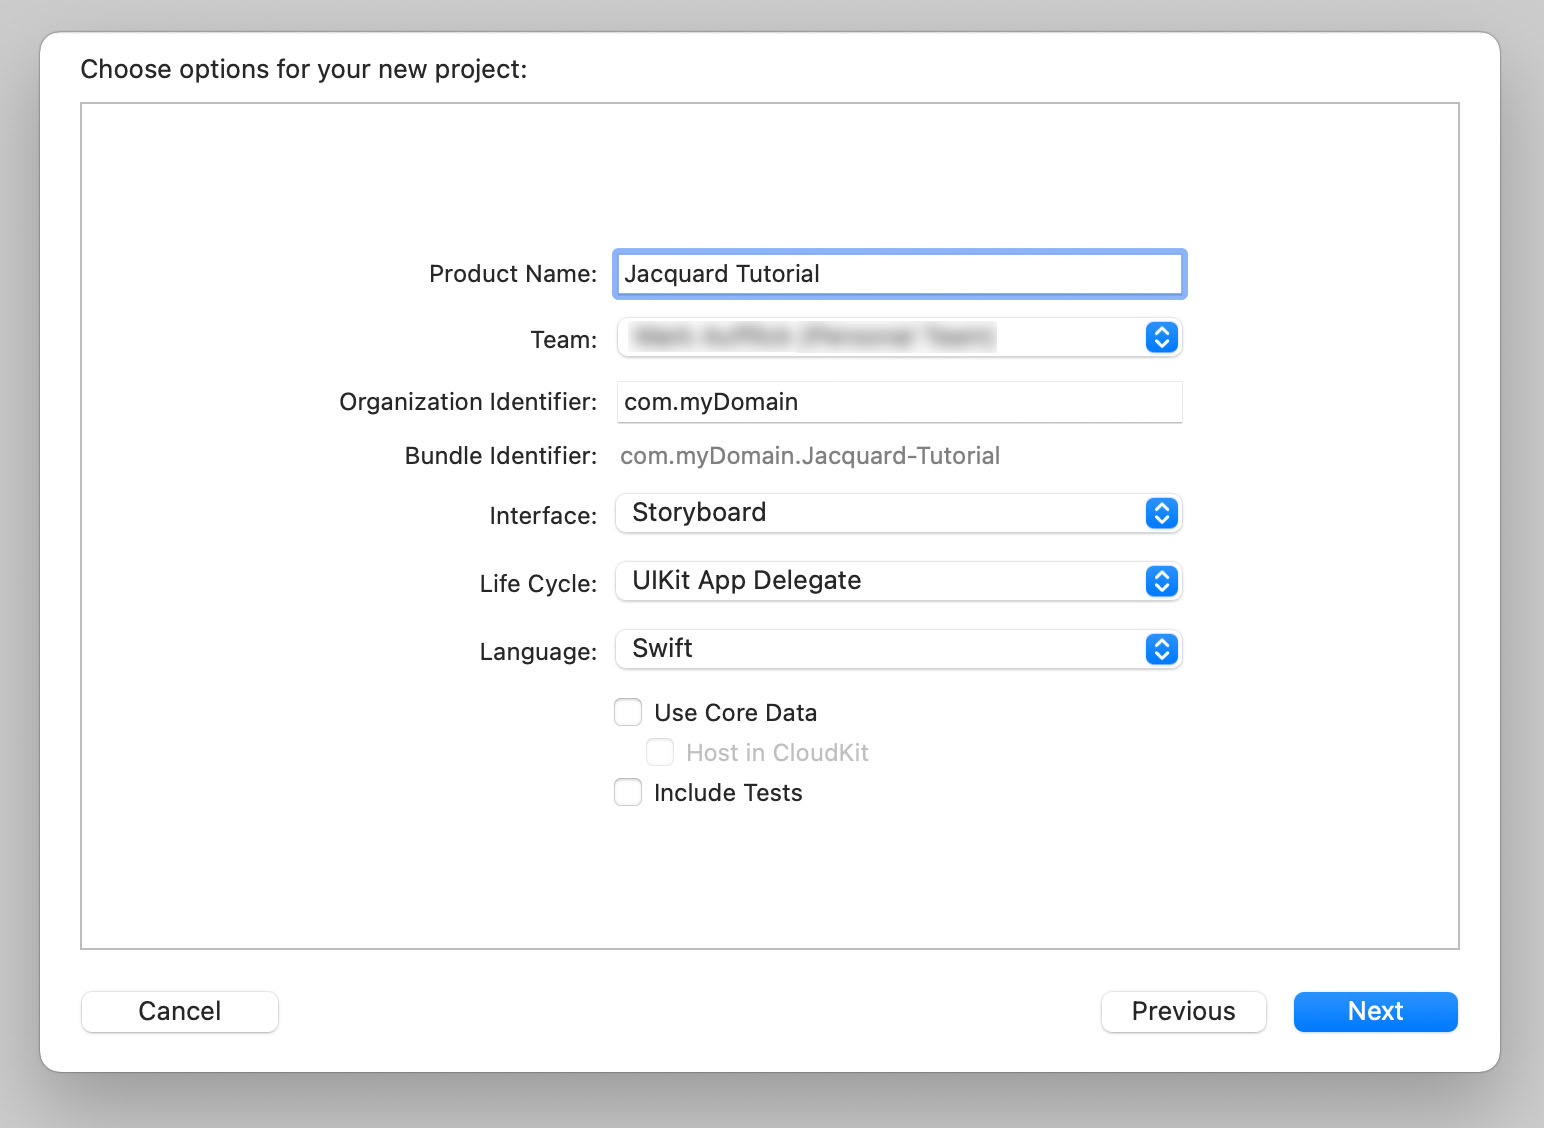 Choose options for your new project:
Product Name: Jacquard Tutorial
Team:
Organization Identifier: com.myDomain
Bundle Identifier: com.myDomain.Jacquard-Tutorial
Interface: Storyboard
Life Cycle: UIKit App Delegate
Language: Swift
Use Core Data
Host in CloudKit
Include Tests
Cancel Previous Next